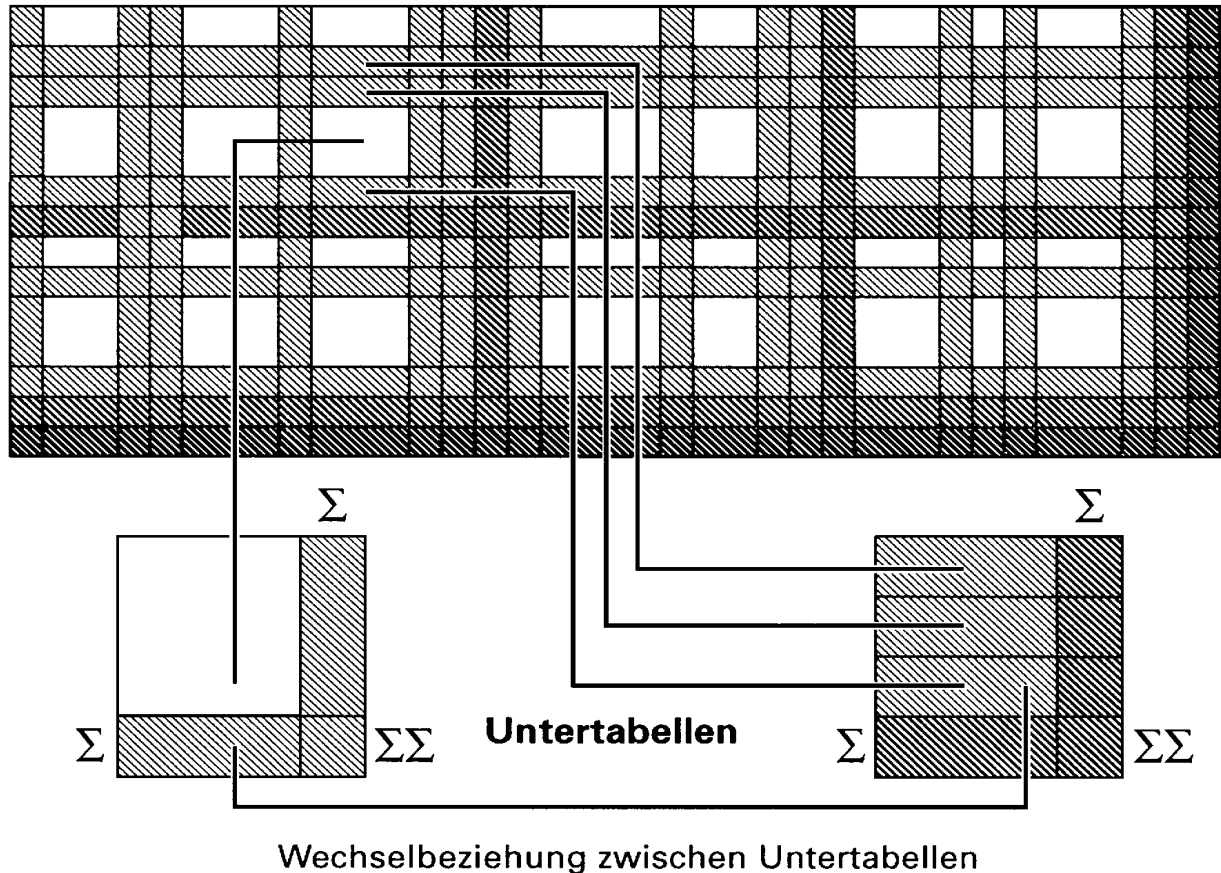 Σ Σ
Σ ΣΣ Untertabellen Σ ΣΣ
Wechselbeziehung zwischen Untertabellen